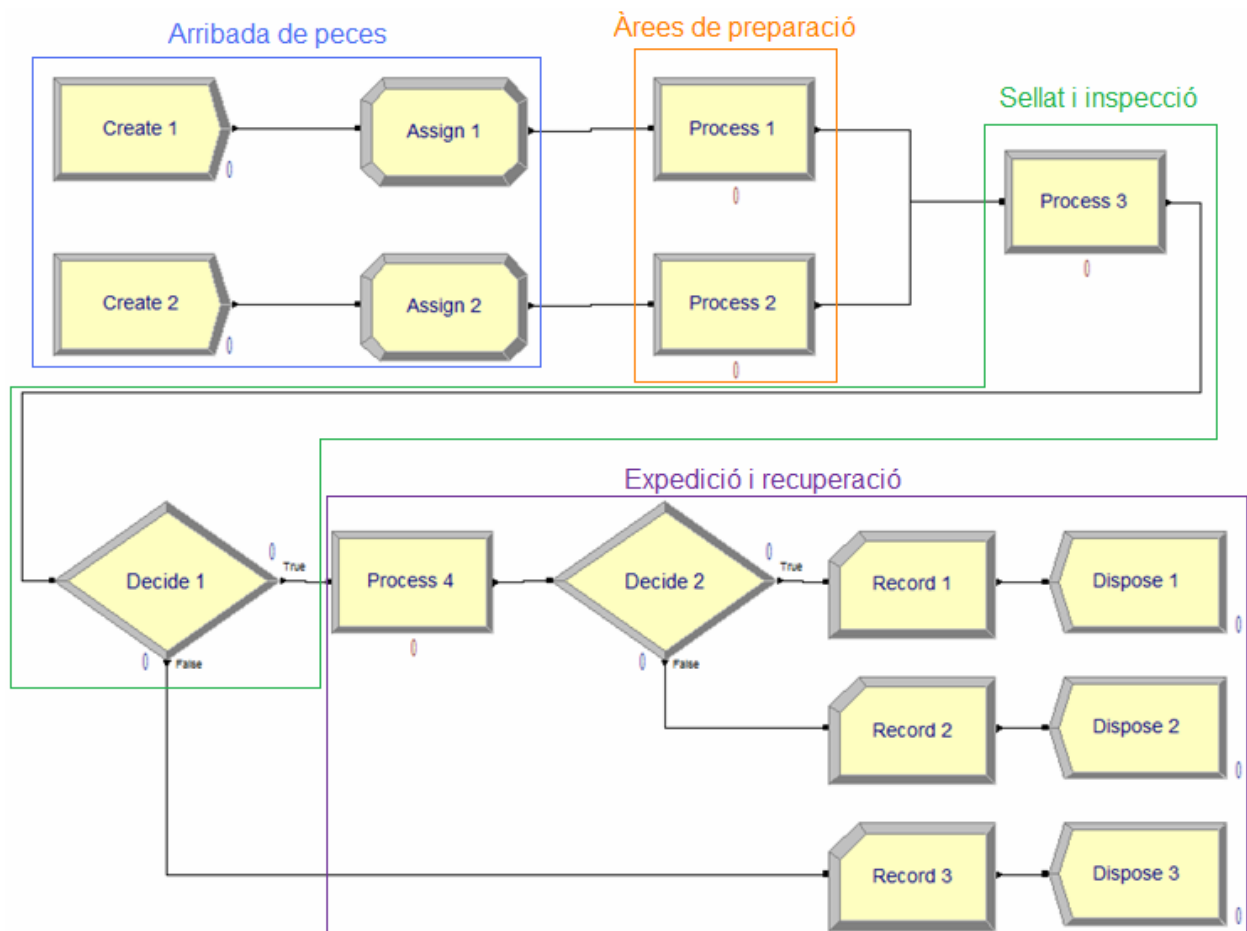 Arribada de peces
Àrees de preparació
Sellat i inspecció
Create 1
0
Assign 1
Process 1
0
Process 3
0
Create 2
0
Assign 2
Process 2
0
Expedició i recuperació
Decide 1
0
True
0
False
Process 4
0
Decide 2
0
True
0
False
Record 1
Dispose 1
0
Record 2
Dispose 2
0
Record 3
Dispose 3
0